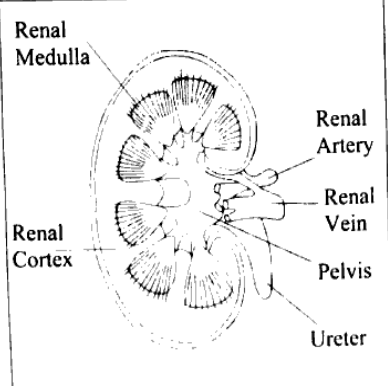 Renal
Medulla
Renal
Artery
Renal
Vein
Renal
Cortex
Pelvis
Ureter